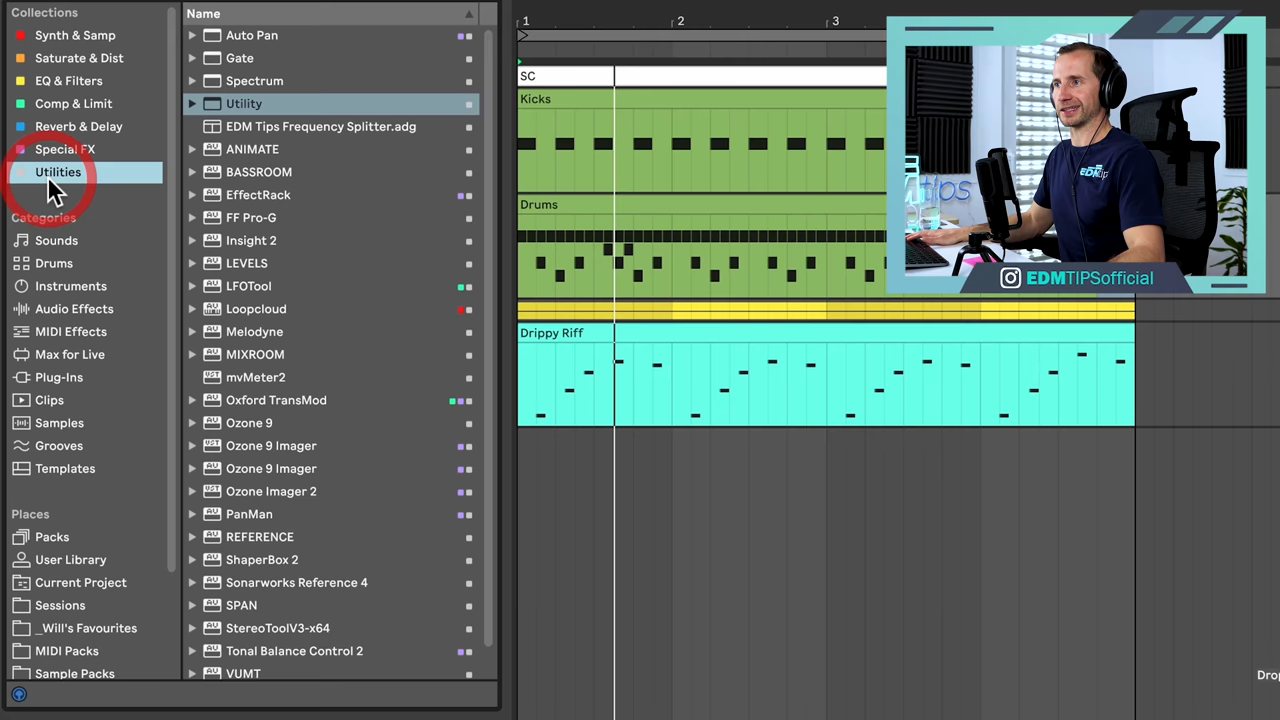 Collections
Synth & Samp
Saturate & Dist
EQ & Filters
Comp & Limit
Reverb & Delay
Special FX
Utilities
Categories
Sounds
Drums
Instruments
Audio Effects
MIDI Effects
Max for Live
Plug-Ins
Clips
Samples
Grooves
Templates
Places
Packs
User Library
Current Project
Sessions
_Will's Favourites
MIDI Packs
Sample Packs
Name
Auto Pan
Gate
Spectrum
Utility
EDM Tips Frequency Splitter.adg
ANIMATE
BASSROOM
EffectRack
FF Pro-G
Insight 2
LEVELS
LFOTool
Loopcloud
Melodyne
MIXROOM
mvMeter2
Oxford TransMod
Ozone 9
Ozone 9 Imager
Ozone 9 Imager
Ozone Imager 2
PanMan
REFERENCE
ShaperBox 2
Sonarworks Reference 4
SPAN
StereoToolV3-x64
Tonal Balance Control 2
VUMT
1
2
3
SC
Kicks
Drums
Drippy Riff
EDMTIPSofficial
Drop